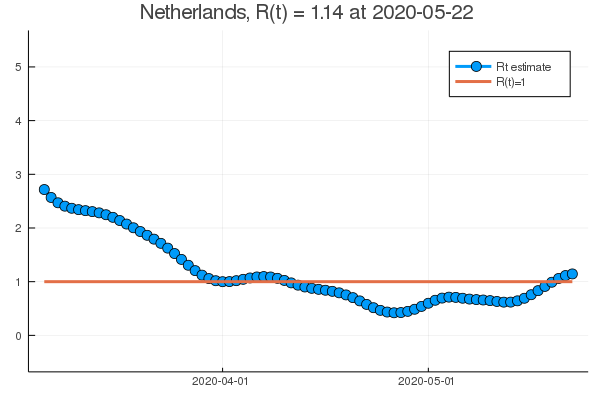 Netherlands, R(t) = 1.14 at 2020-05-22
Rt estimate
R(t)=1
5
4
3
2
1
0
2020-04-01
2020-05-01